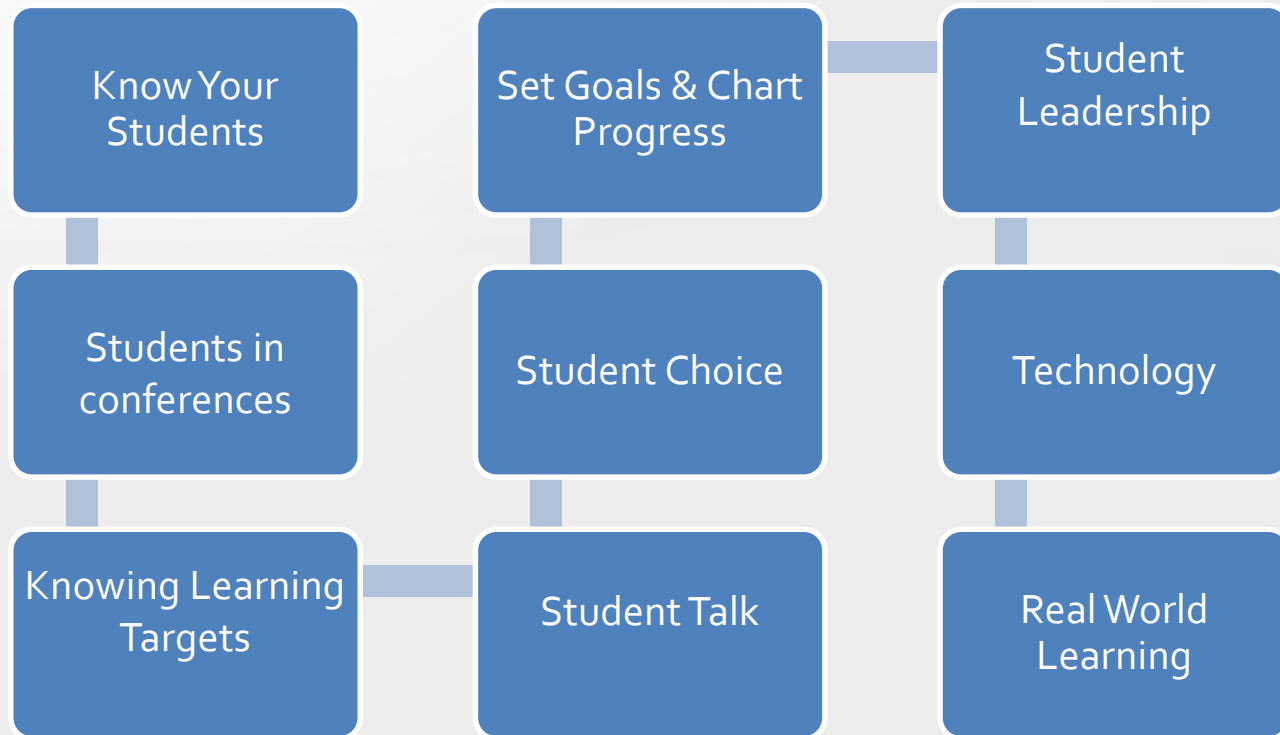 Know Your
Students
Students in
conferences
Knowing Learning
Targets
Student Talk
Student Choice
Set Goals & Chart
Progress
Student
Leadership
Technology
Real World
Learning